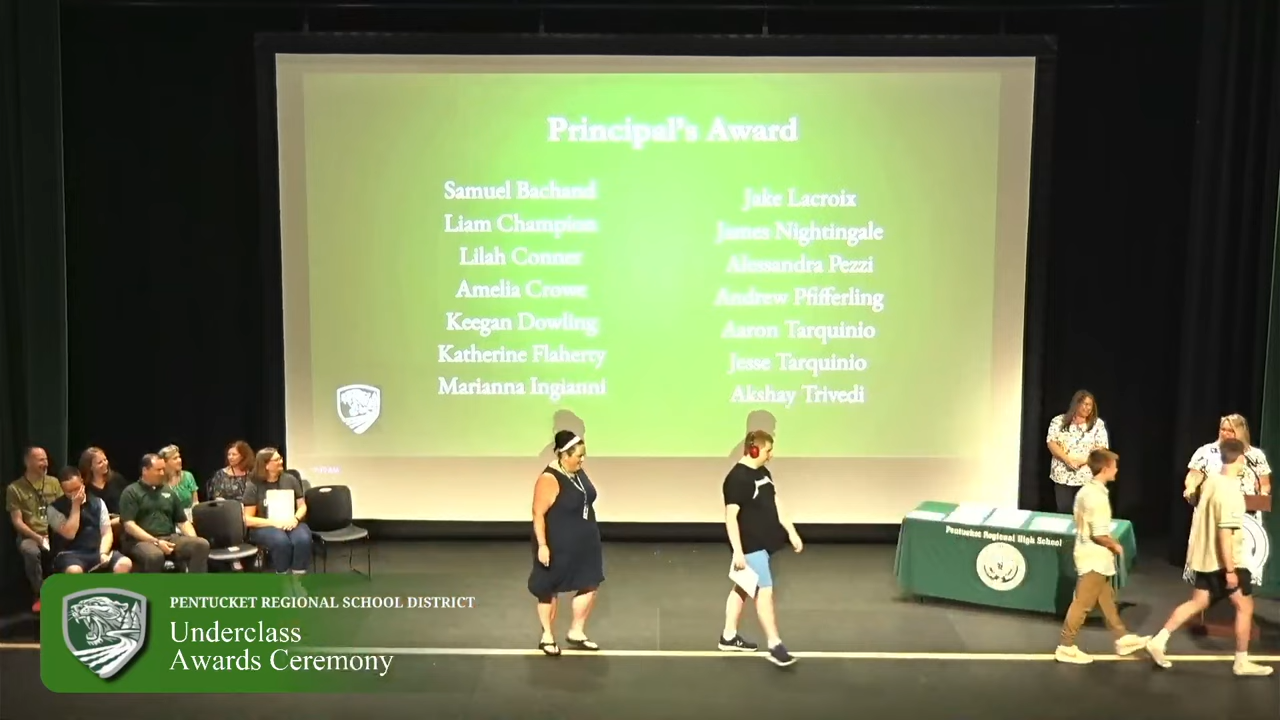 Principal's Award
Samuel Bachand
Liam Champion
Lilah Conner
Amelia Crowe
Keegan Dowling
Katherine Flaherty
Marianna Ingianni
Jake Lacroix
James Nightingale
Alessandra Pezzi
Andrew Pfifferling
Aaron Tarquinio
Jesse Tarquinio
Akshay Trivedi
Pentucket Regional High School
PENTUCKET REGIONAL SCHOOL DISTRICT
Underclass
Awards Ceremony